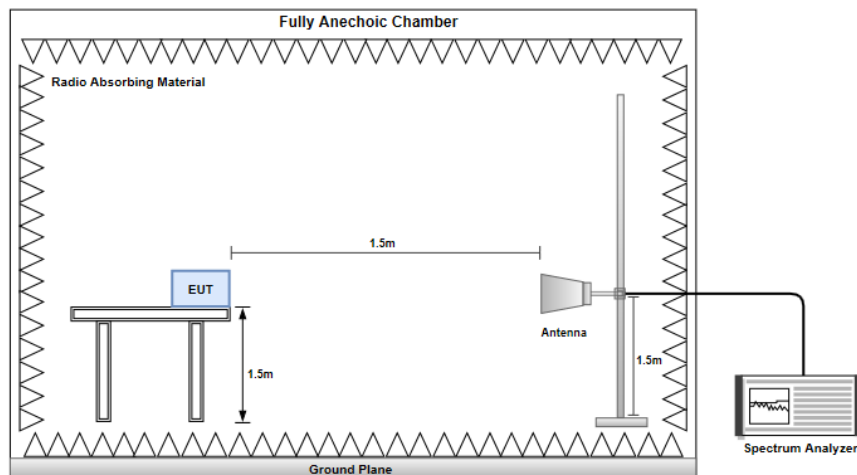 Fully Anechoic Chamber
Radio Absorbing Material
1.5m
EUT
Antenna
1.5m
1.5m
Spectrum Analyzer
Ground Plane